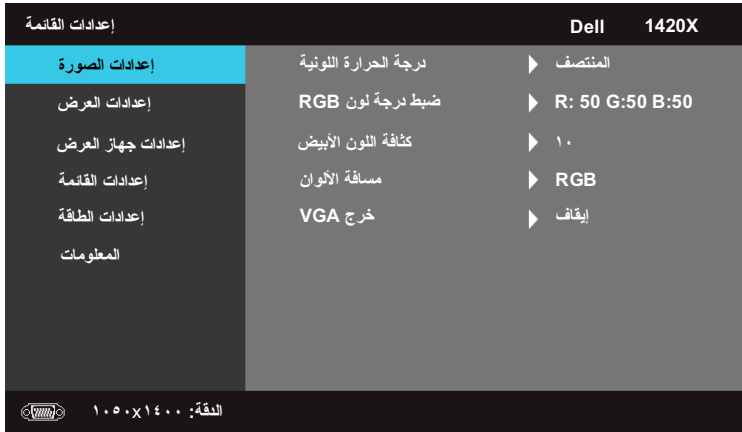 إعدادات القائمة
Dell 1420X
إعدادات الصورة
إعدادات العرض
إعدادات جهاز العرض
إعدادات القائمة
إعدادات الطاقة
المعلومات
درجة الحرارة اللونية المنتصف
ضبط درجة لون RGB R: 50 G:50 B:50
كثافة اللون الأبيض ١٠
مسافة الألوان RGB
خرج VGA إيقاف
الدقة: ١٤٠٠x١٠٥٠